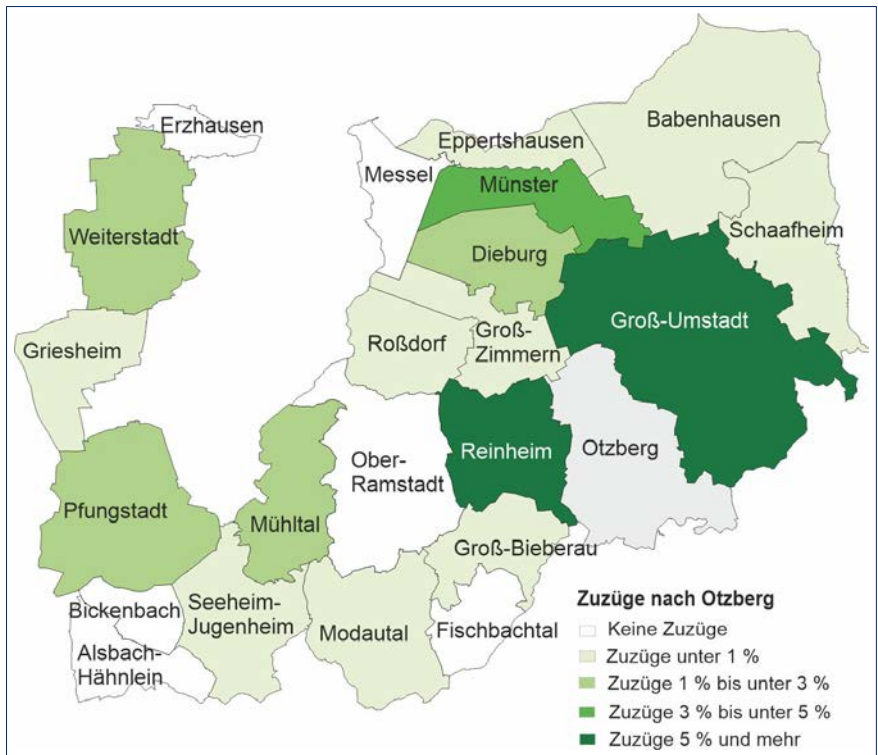 Erzhausen
Babenhausen
Eppertshausen
Messel
Münster
Schaafheim
Weiterstadt
Dieburg
Groß-Umstadt
Griesheim
Roßdorf
Groß-
Zimmern
Otzberg
Reinheim
Ober-
Ramstadt
Pfungstadt
Mühltal
Groß-Bieberau
Bickenbach
Seeheim-
Jugenheim
Modautal
Fischbachtal
Alsbach-
Hähnlein
Zuzüge nach Otzberg
Keine Zuzüge
Zuzüge unter 1 %
Zuzüge 1 % bis unter 3 %
Zuzüge 3 % bis unter 5 %
Zuzüge 5 % und mehr